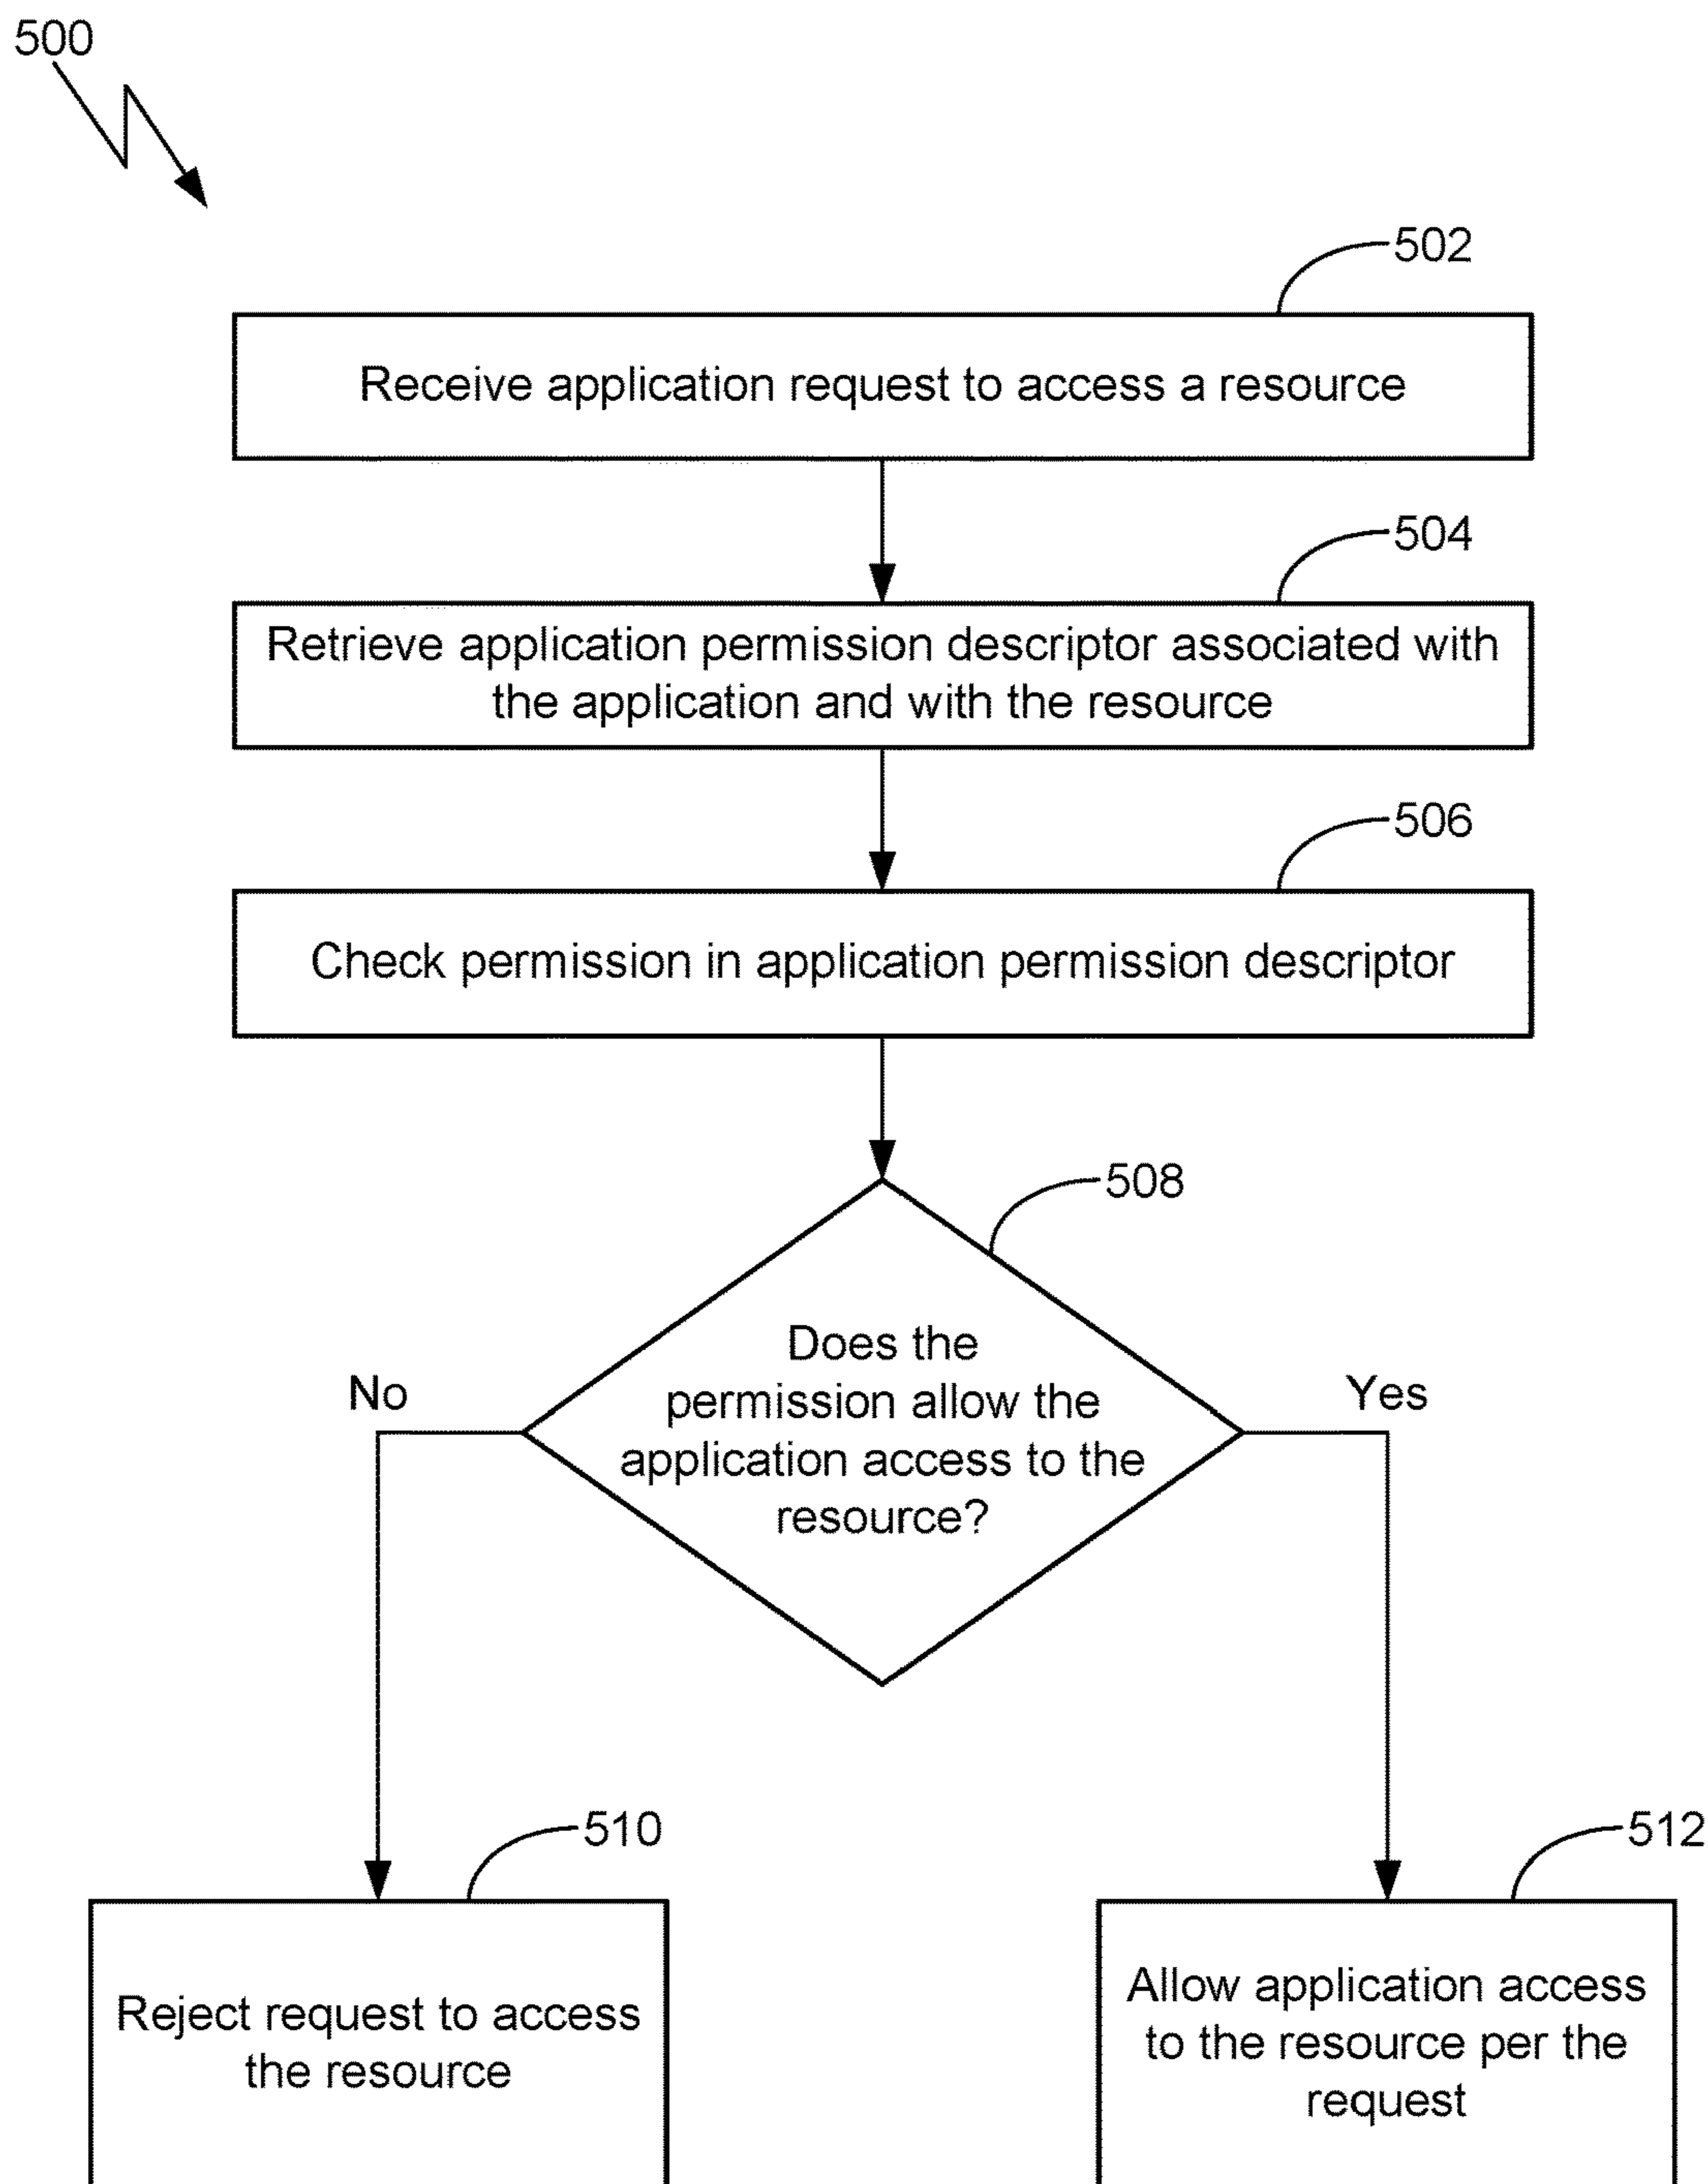 500
502
Receive application request to access a resource
504
Retrieve application permission descriptor associated with
the application and with the resource
506
Check permission in application permission descriptor
508
Does the
permission allow the
application access to the
resource?
No
Yes
510
Reject request to access
the resource
512
Allow application access
to the resource per the
request